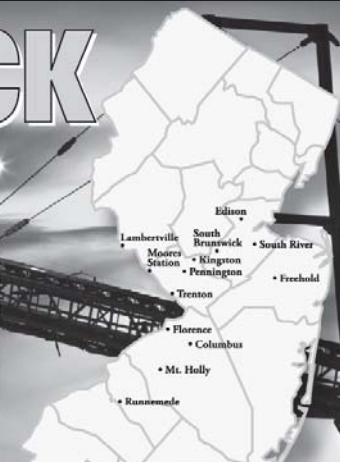 CK
Edison
Lambertville
South
Brunswick
South River
Moores
Station
Kingston
Pennington
Freehold
Trenton
Florence
Columbus
Mt. Holly
Runnemede